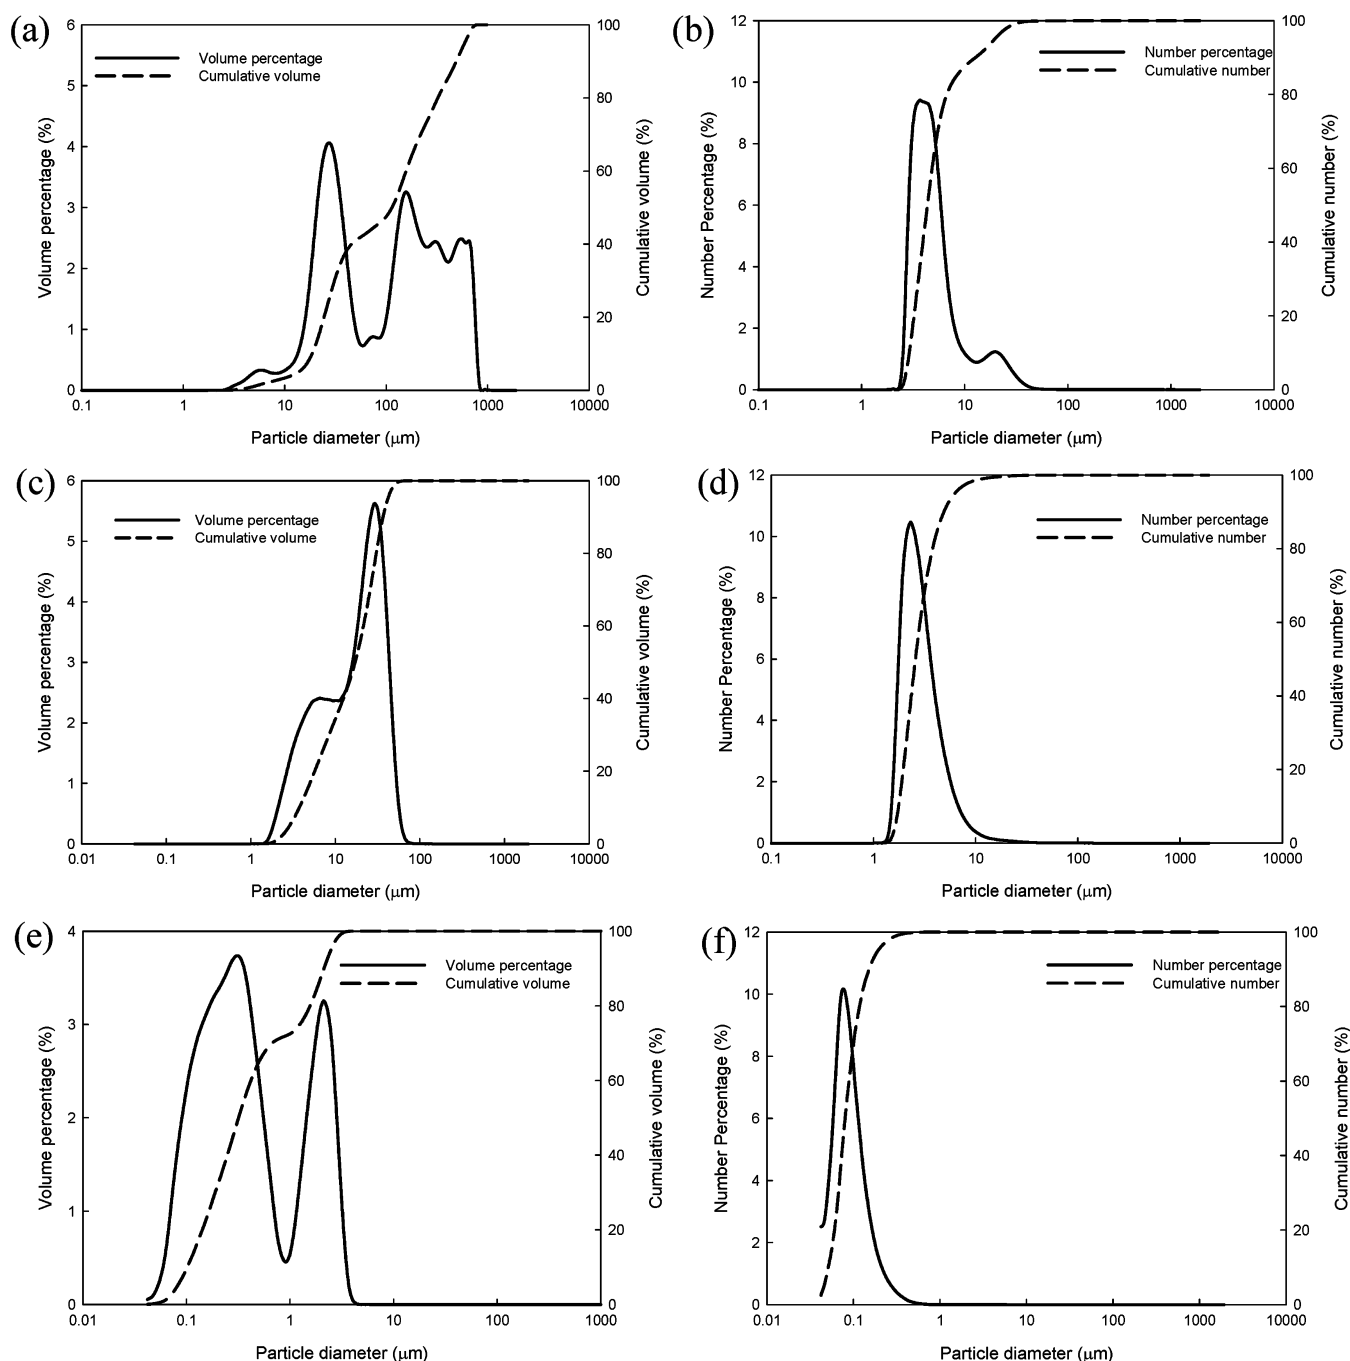 (a)
Volume percentage
Cumulative volume
6
5
4
3
2
1
0
100
80
60
40
20
0
0.1 1 10 100 1000 10000
Volume percentage (%)
Cumulative volume (%)
Particle diameter (μm)
(b)
Number percentage
Cumulative number
12
10
8
6
4
2
0
100
80
60
40
20
0
0.1 1 10 100 1000 10000
Number Percentage (%)
Cumulative number (%)
Particle diameter (μm)
(c)
Volume percentage
Cumulative volume
6
5
4
3
2
1
0
100
80
60
40
20
0
0.01 0.1 1 10 100 1000 10000
Volume percentage (%)
Cumulative volume (%)
Particle diameter (μm)
(d)
Number percentage
Cumulative number
12
10
8
6
4
2
0
100
80
60
40
20
0
0.1 1 10 100 1000 10000
Number Percentage (%)
Cumulative number (%)
Particle diameter (μm)
(e)
Volume percentage
Cumulative volume
4
3
2
1
0
100
80
60
40
20
0
0.01 0.1 1 10 100 1000
Volume percentage (%)
Cumulative volume (%)
Particle diameter (μm)
(f)
Number percentage
Cumulative number
12
10
8
6
4
2
0
100
80
60
40
20
0
0.01 0.1 1 10 100 1000 10000
Number Percentage (%)
Cumulative number (%)
Particle diameter (μm)